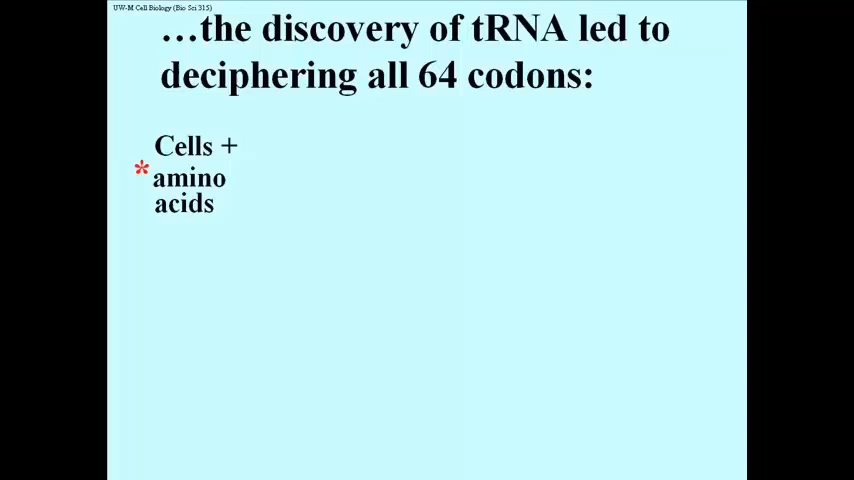 UW-M Cell Biology (Bio Sci 315)
…the discovery of tRNA led to
deciphering all 64 codons:
Cells +
*amino
acids